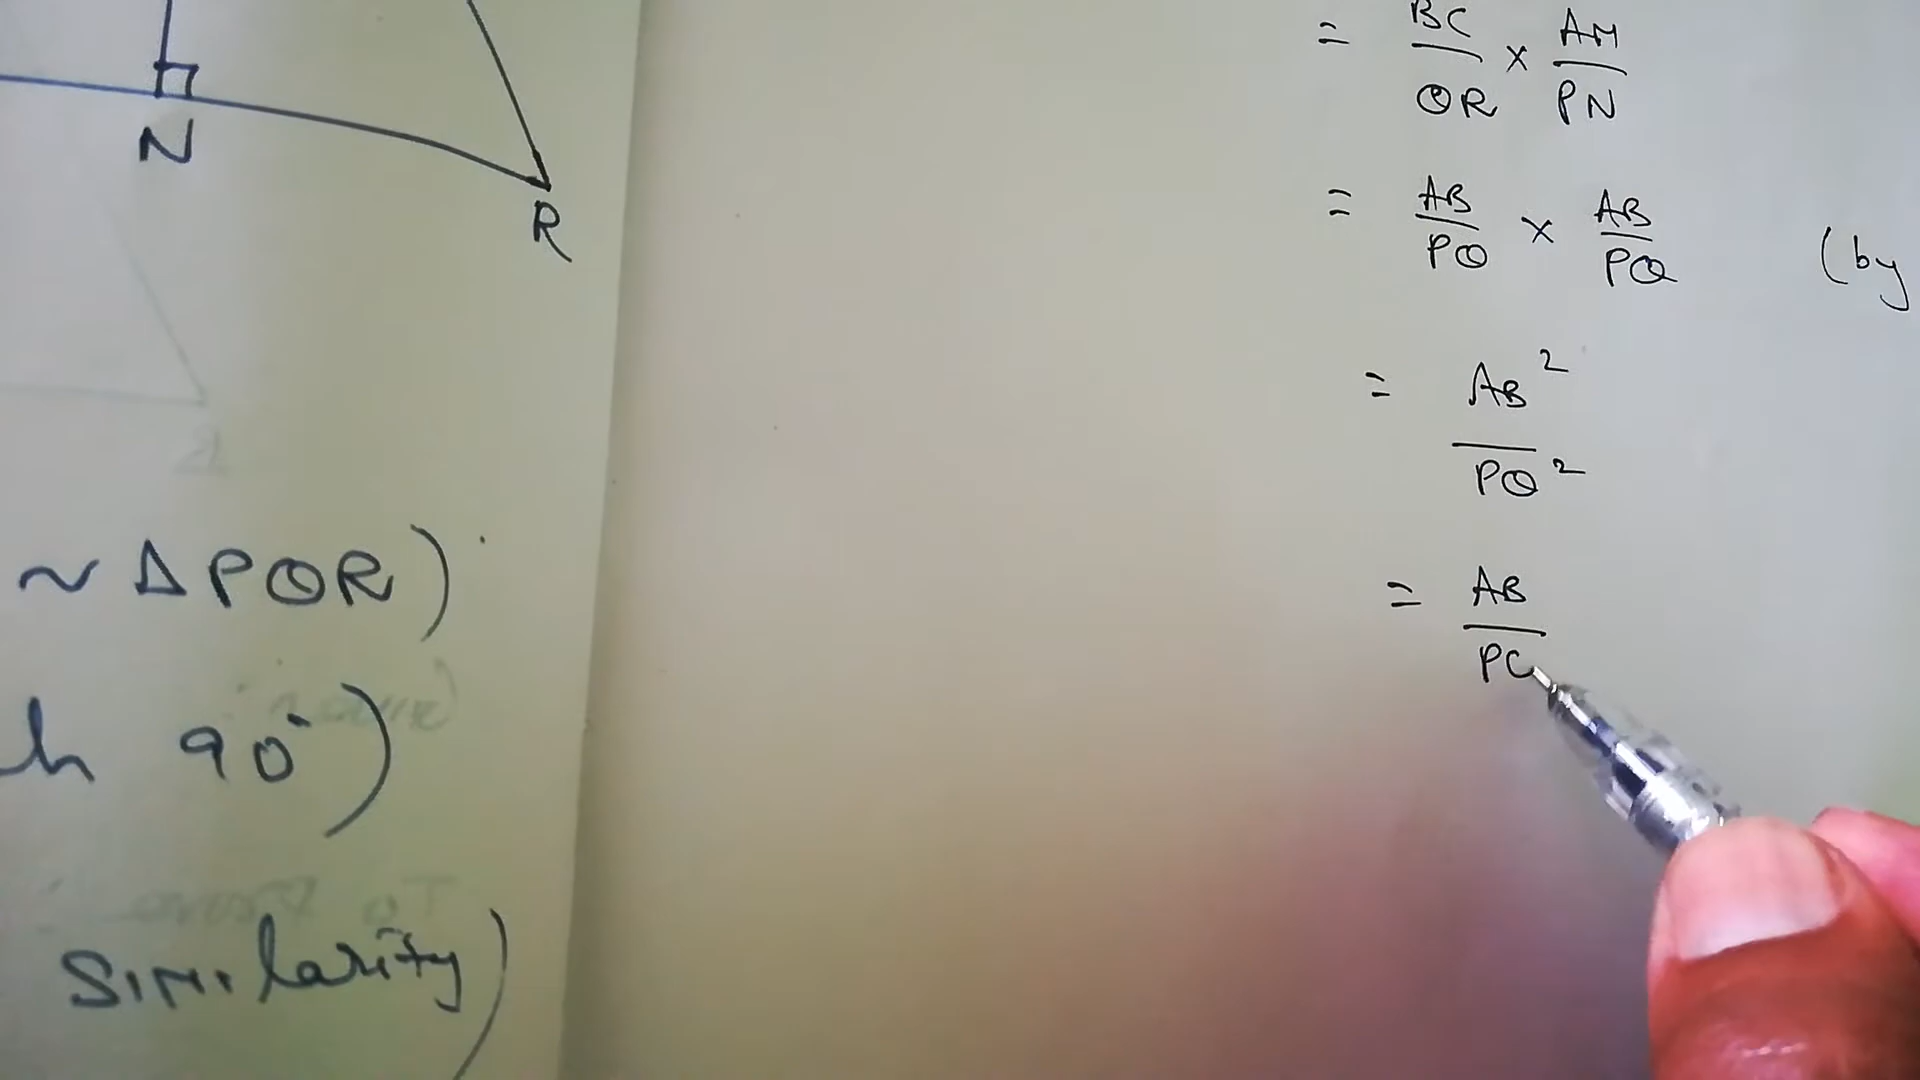 N
R
~ ΔPQR)
h 90°)
Similarity)
= BC/QR × AM/PN
= AB/PQ × AB/PQ (by
= AB²/PQ²
= AB/PC